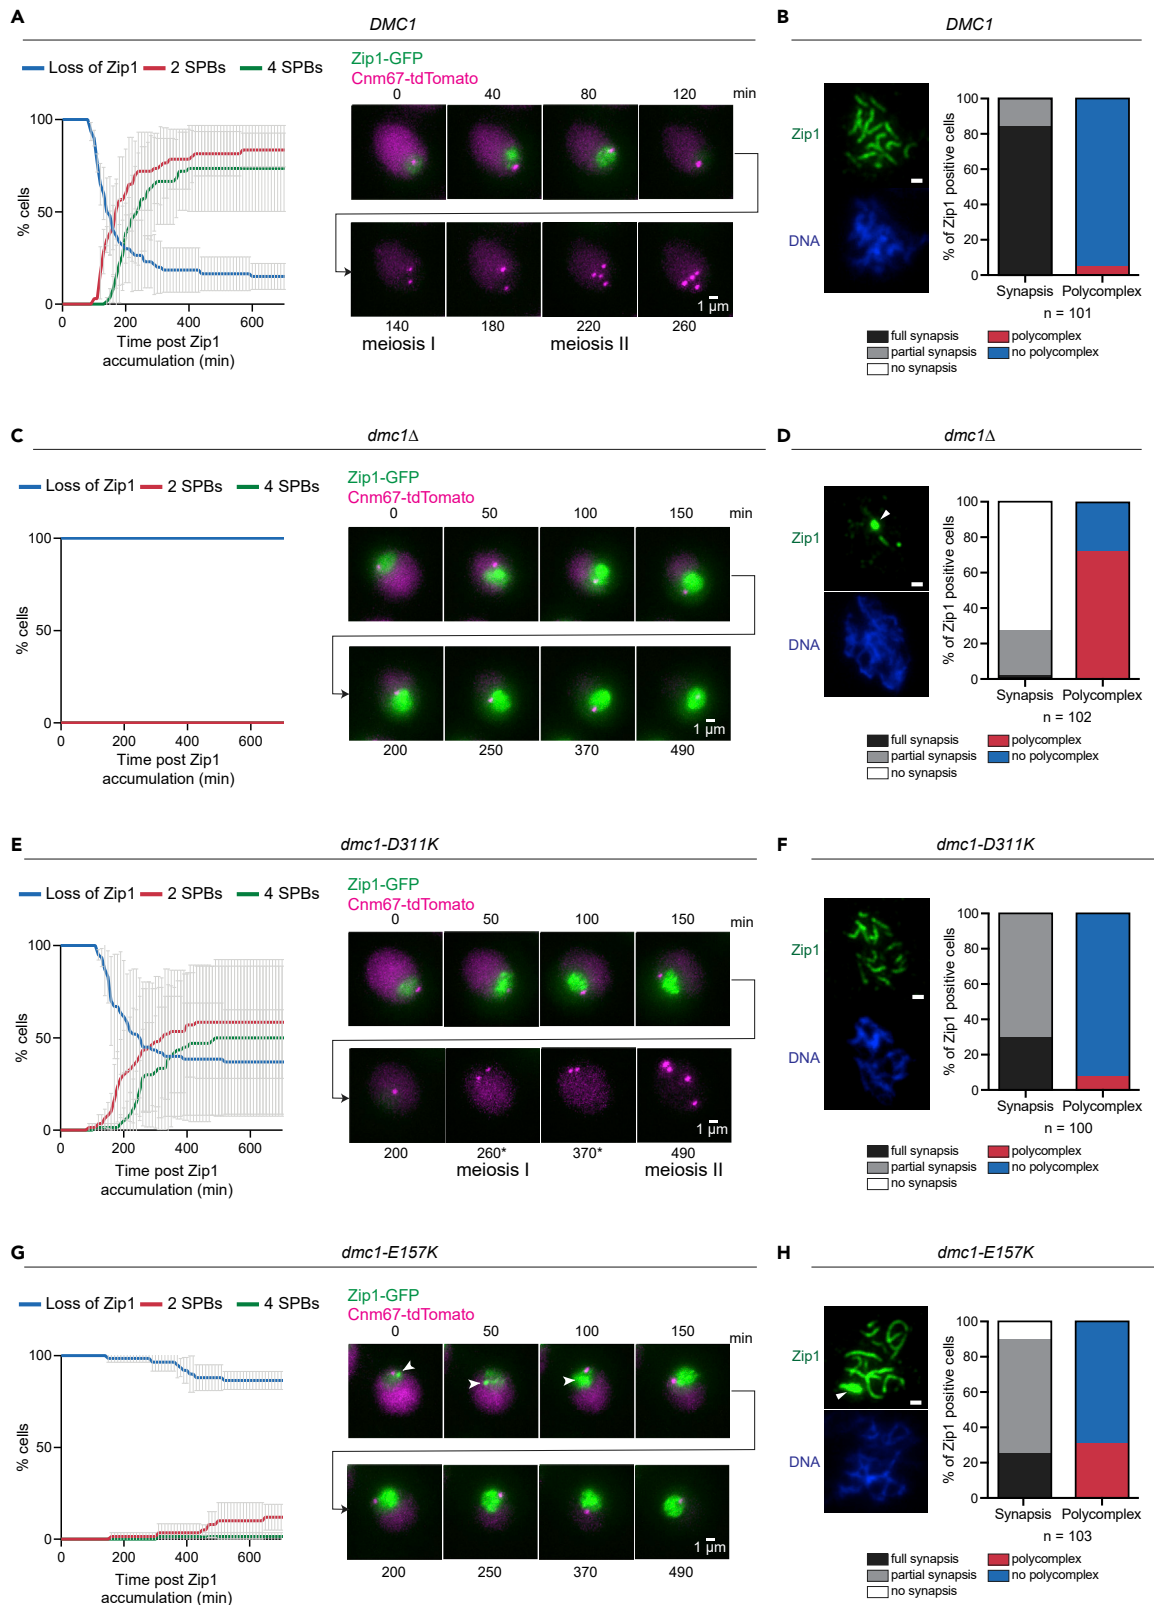 A
DMC1
Loss of Zip1 2 SPBs 4 SPBs
Zip1-GFP
Cnm67-tdTomato
0 40 80 120 min
100
50
0
% cells
0 200 400 600
Time post Zip1
accumulation (min)
1 µm
140 180 220 260
meiosis I meiosis II
B
DMC1
Zip1
DNA
% of Zip1 positive cells
100
80
60
40
20
0
Synapsis Polycomplex
n = 101
full synapsis polycomplex
partial synapsis no polycomplex
no synapsis
C
dmc1Δ
Loss of Zip1 2 SPBs 4 SPBs
Zip1-GFP
Cnm67-tdTomato
0 50 100 150 min
100
50
0
% cells
0 200 400 600
Time post Zip1
accumulation (min)
1 µm
200 250 370 490
D
dmc1Δ
Zip1
DNA
% of Zip1 positive cells
100
80
60
40
20
0
Synapsis Polycomplex
n = 102
full synapsis polycomplex
partial synapsis no polycomplex
no synapsis
E
dmc1-D311K
Loss of Zip1 2 SPBs 4 SPBs
Zip1-GFP
Cnm67-tdTomato
0 50 100 150 min
100
50
0
% cells
0 200 400 600
Time post Zip1
accumulation (min)
1 µm
200 260* 370* 490
meiosis I meiosis II
F
dmc1-D311K
Zip1
DNA
% of Zip1 positive cells
100
80
60
40
20
0
Synapsis Polycomplex
n = 100
full synapsis polycomplex
partial synapsis no polycomplex
no synapsis
G
dmc1-E157K
Loss of Zip1 2 SPBs 4 SPBs
Zip1-GFP
Cnm67-tdTomato
0 50 100 150 min
100
50
0
% cells
0 200 400 600
Time post Zip1
accumulation (min)
1 µm
200 250 370 490
H
dmc1-E157K
Zip1
DNA
% of Zip1 positive cells
100
80
60
40
20
0
Synapsis Polycomplex
n = 103
full synapsis polycomplex
partial synapsis no polycomplex
no synapsis